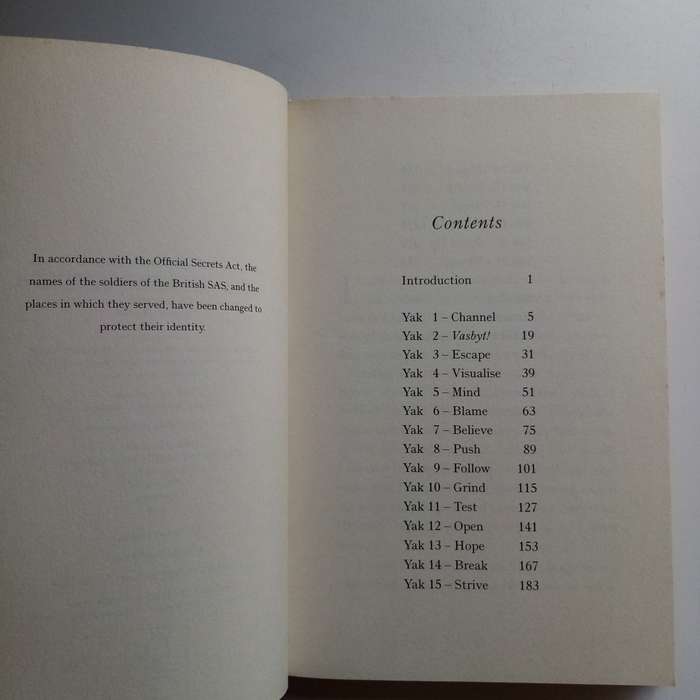 In accordance with the Official Secrets Act, the
names of the soldiers of the British SAS, and the
places in which they served, have been changed to
protect their identity.
Contents
Introduction 1
Yak 1 – Channel 5
Yak 2 – Vasbyt! 19
Yak 3 – Escape 31
Yak 4 – Visualise 39
Yak 5 – Mind 51
Yak 6 – Blame 63
Yak 7 – Believe 75
Yak 8 – Push 89
Yak 9 – Follow 101
Yak 10 – Grind 115
Yak 11 – Test 127
Yak 12 – Open 141
Yak 13 – Hope 153
Yak 14 – Break 167
Yak 15 – Strive 183